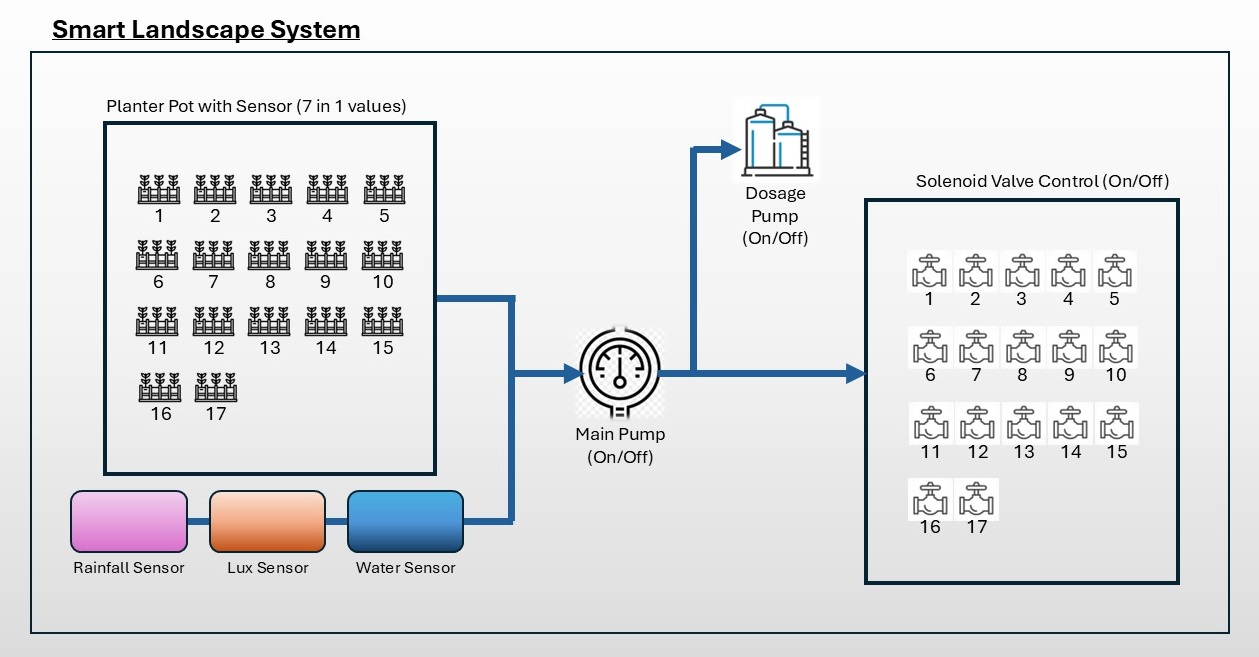 Smart Landscape System
Planter Pot with Sensor (7 in 1 values)
1 2 3 4 5
6 7 8 9 10
11 12 13 14 15
16 17
Rainfall Sensor
Lux Sensor
Water Sensor
Main Pump
(On/Off)
Dosage
Pump
(On/Off)
Solenoid Valve Control (On/Off)
1 2 3 4 5
6 7 8 9 10
11 12 13 14 15
16 17